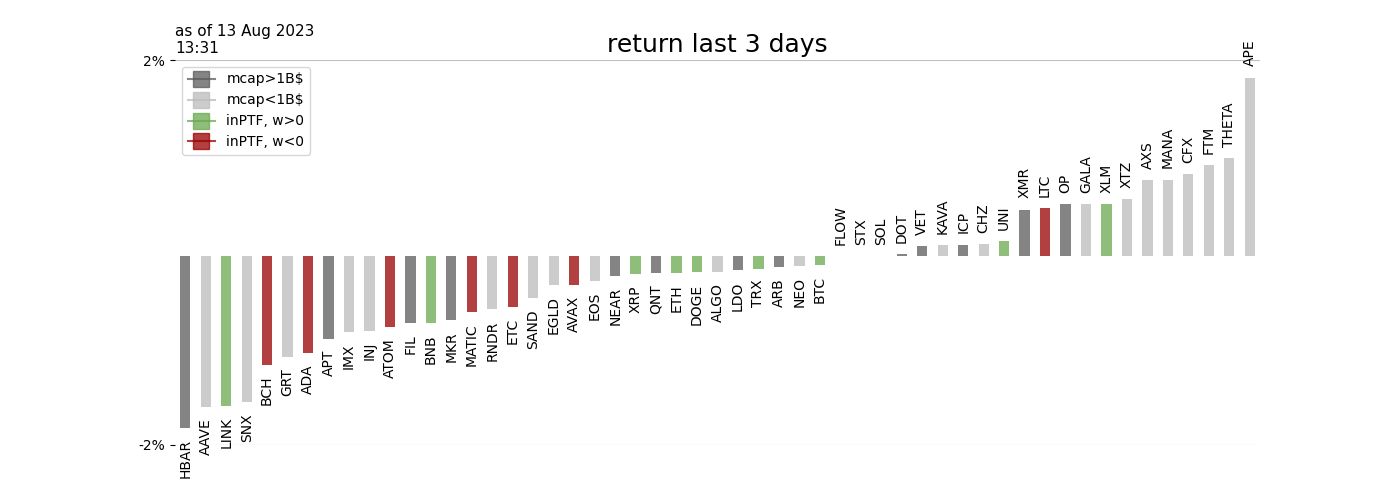 as of 13 Aug 2023
13:31
return last 3 days
2%
-2%
mcap>1B$
mcap<1B$
inPTF, w>0
inPTF, w<0
HBAR
AAVE
LINK
SNX
BCH
GRT
ADA
APT
IMX
INJ
ATOM
FIL
BNB
MKR
MATIC
RNDR
ETC
SAND
EGLD
AVAX
EOS
NEAR
XRP
QNT
ETH
DOGE
ALGO
LDO
TRX
ARB
NEO
BTC
FLOW
STX
SOL
DOT
VET
KAVA
ICP
CHZ
UNI
XMR
LTC
OP
GALA
XLM
XTZ
AXS
MANA
CFX
FTM
THETA
APE